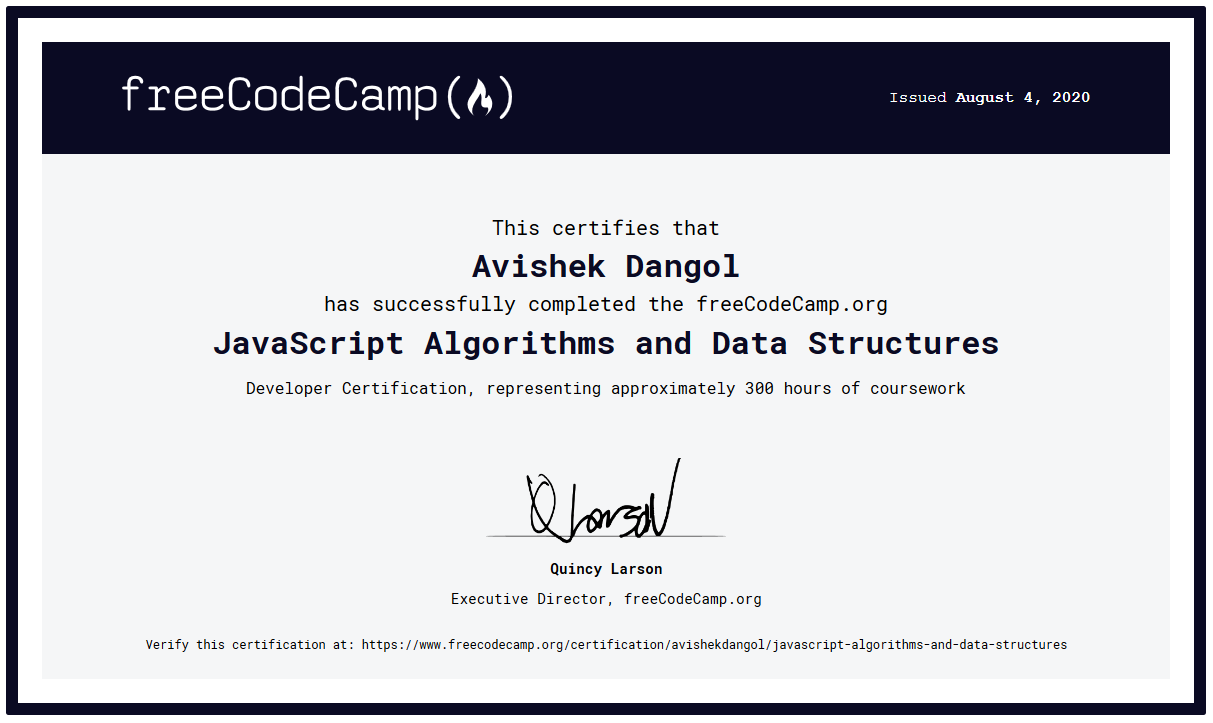 freeCodeCamp
Issued August 4, 2020
This certifies that
Avishek Dangol
has successfully completed the freeCodeCamp.org
JavaScript Algorithms and Data Structures
Developer Certification, representing approximately 300 hours of coursework
Q Larson
Quincy Larson
Executive Director, freeCodeCamp.org
Verify this certification at: https://www.freecodecamp.org/certification/avishekdangol/javascript-algorithms-and-data-structures